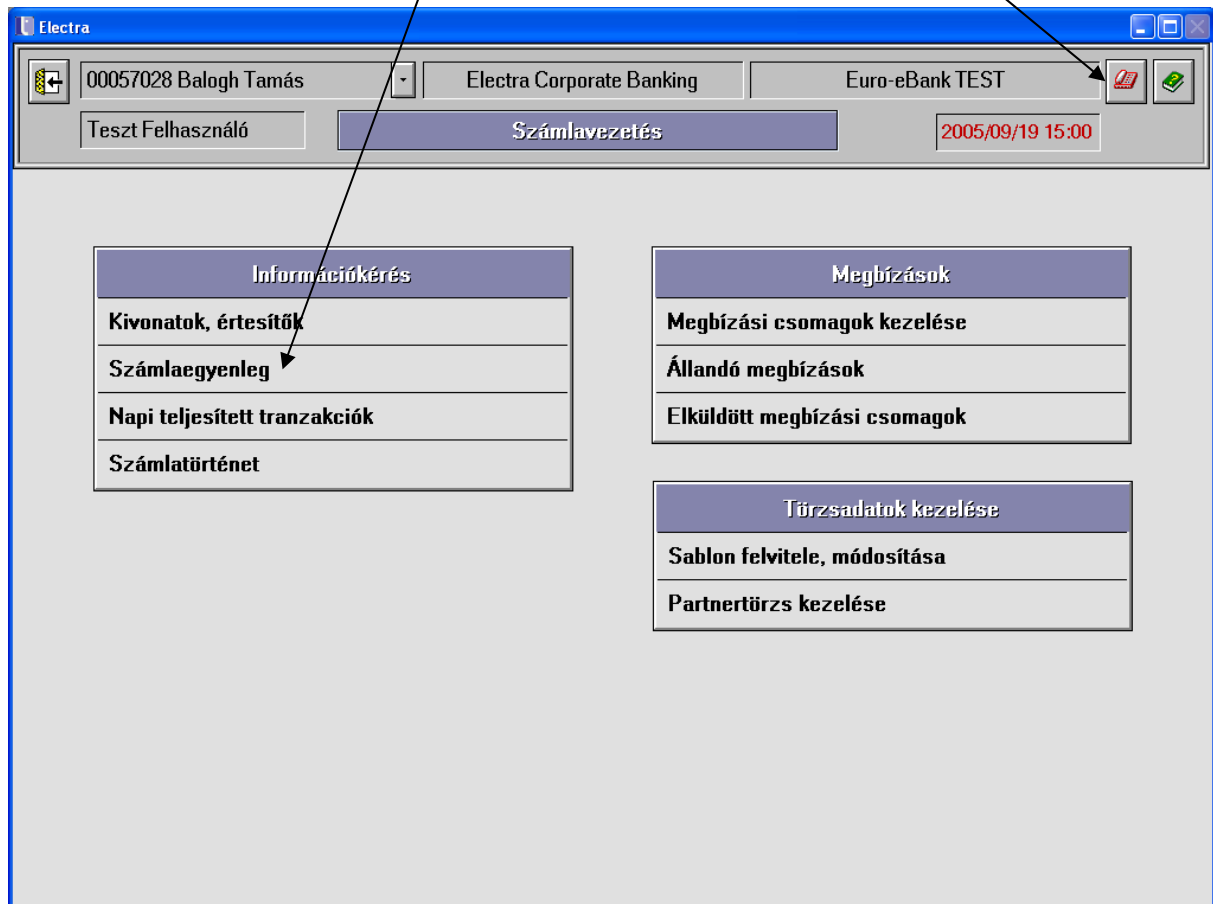 Electra
00057028 Balogh Tamás
Electra Corporate Banking
Euro-eBank TEST
Teszt Felhasználó
Számlavezetés
2005/09/19 15:00
Információkérés
Kivonatok, értesítők
Számlaegyenleg
Napi teljesített tranzakciók
Számlatörténet
Megbízások
Megbízási csomagok kezelése
Állandó megbízások
Elküldött megbízási csomagok
Törzsadatok kezelése
Sablon felvitele, módosítása
Partnertörzs kezelése